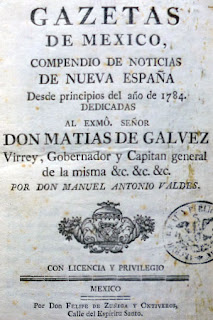 GAZETAS
DE MEXICO,
COMPENDIO DE NOTICIAS
DE NUEVA ESPAÑA
Desde principios del año de 1784.
DEDICADAS
AL EXMÔ. SEÑOR
DON MATIAS DE GALVEZ
Virrey, Gobernador y Capitan general
de la misma &c. &c. &c.
POR DON MANUEL ANTONIO VALDES.
CON LICENCIA Y PRIVILEGIO
MEXICO
Por Don Felipe de Zuñiga y Ontiveros,
Calle del Espiritu Santo.